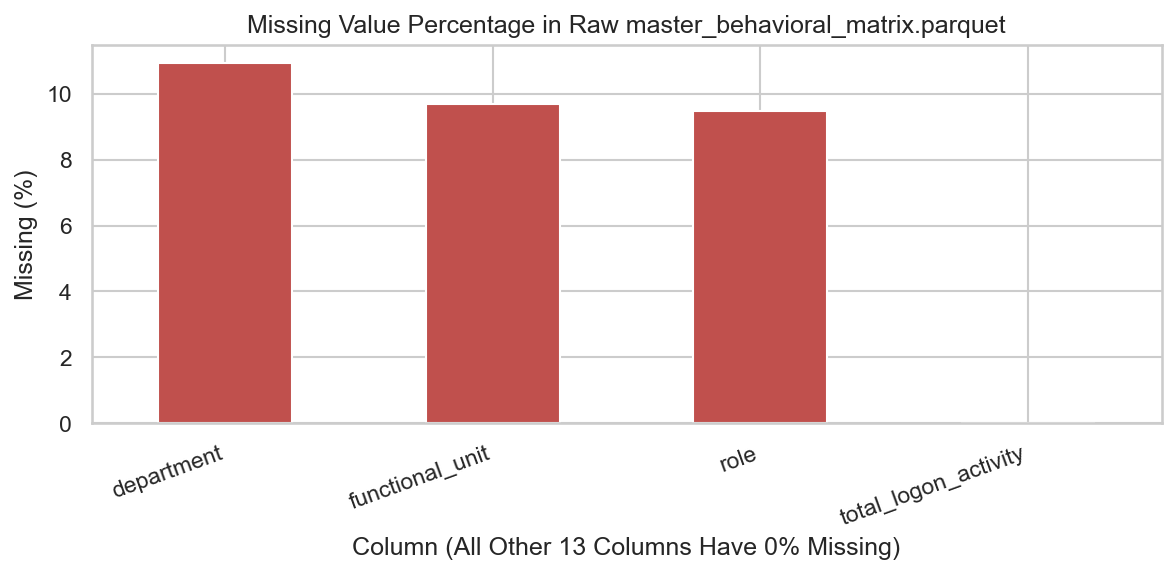 Missing Value Percentage in Raw master_behavioral_matrix.parquet
Missing (%)
10
8
6
4
2
0
department
functional_unit
role
total_logon_activity
Column (All Other 13 Columns Have 0% Missing)